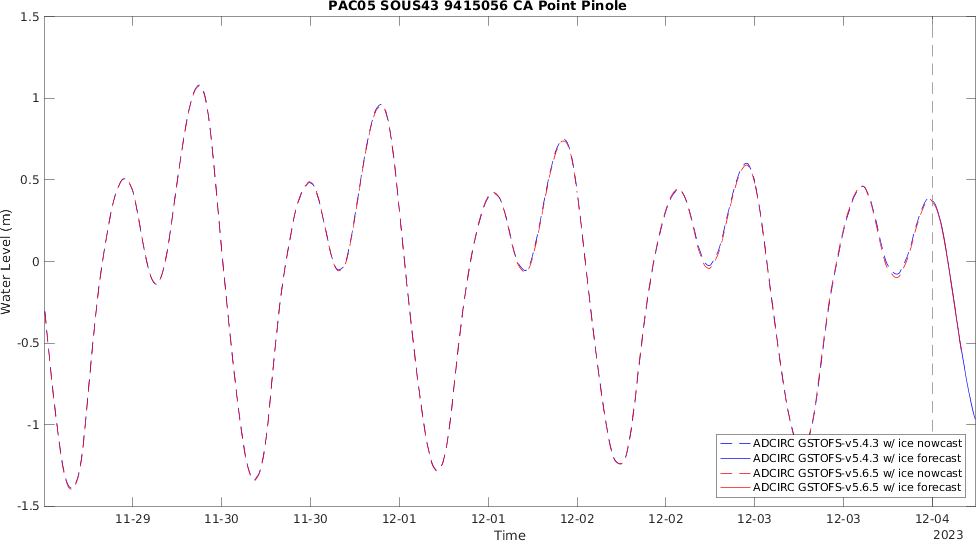 PAC05 SOUS43 9415056 CA Point Pinole
1.5
1
0.5
0
-0.5
-1
-1.5
Water Level (m)
11-29
11-30
11-30
12-01
12-01
12-02
12-02
12-03
12-03
12-04
Time
2023
ADCIRC GSTOFS-v5.4.3 w/ ice nowcast
ADCIRC GSTOFS-v5.4.3 w/ ice forecast
ADCIRC GSTOFS-v5.6.5 w/ ice nowcast
ADCIRC GSTOFS-v5.6.5 w/ ice forecast